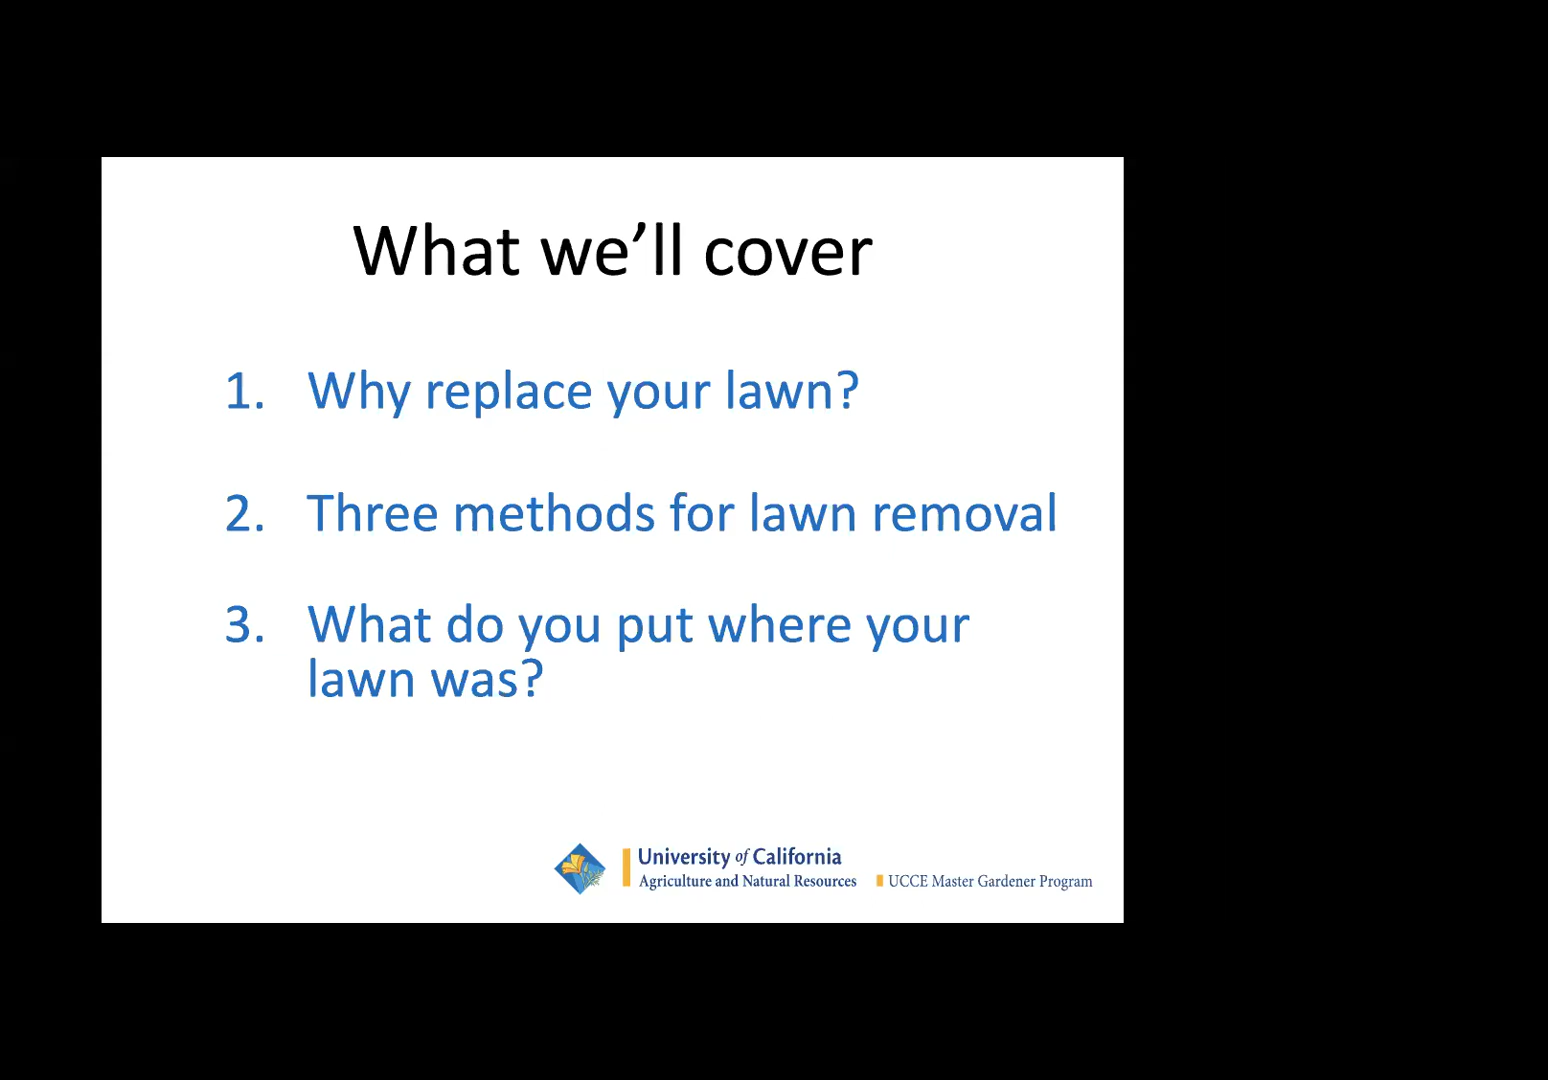 What we’ll cover
1. Why replace your lawn?
2. Three methods for lawn removal
3. What do you put where your
lawn was?
University of California
Agriculture and Natural Resources
UCCE Master Gardener Program